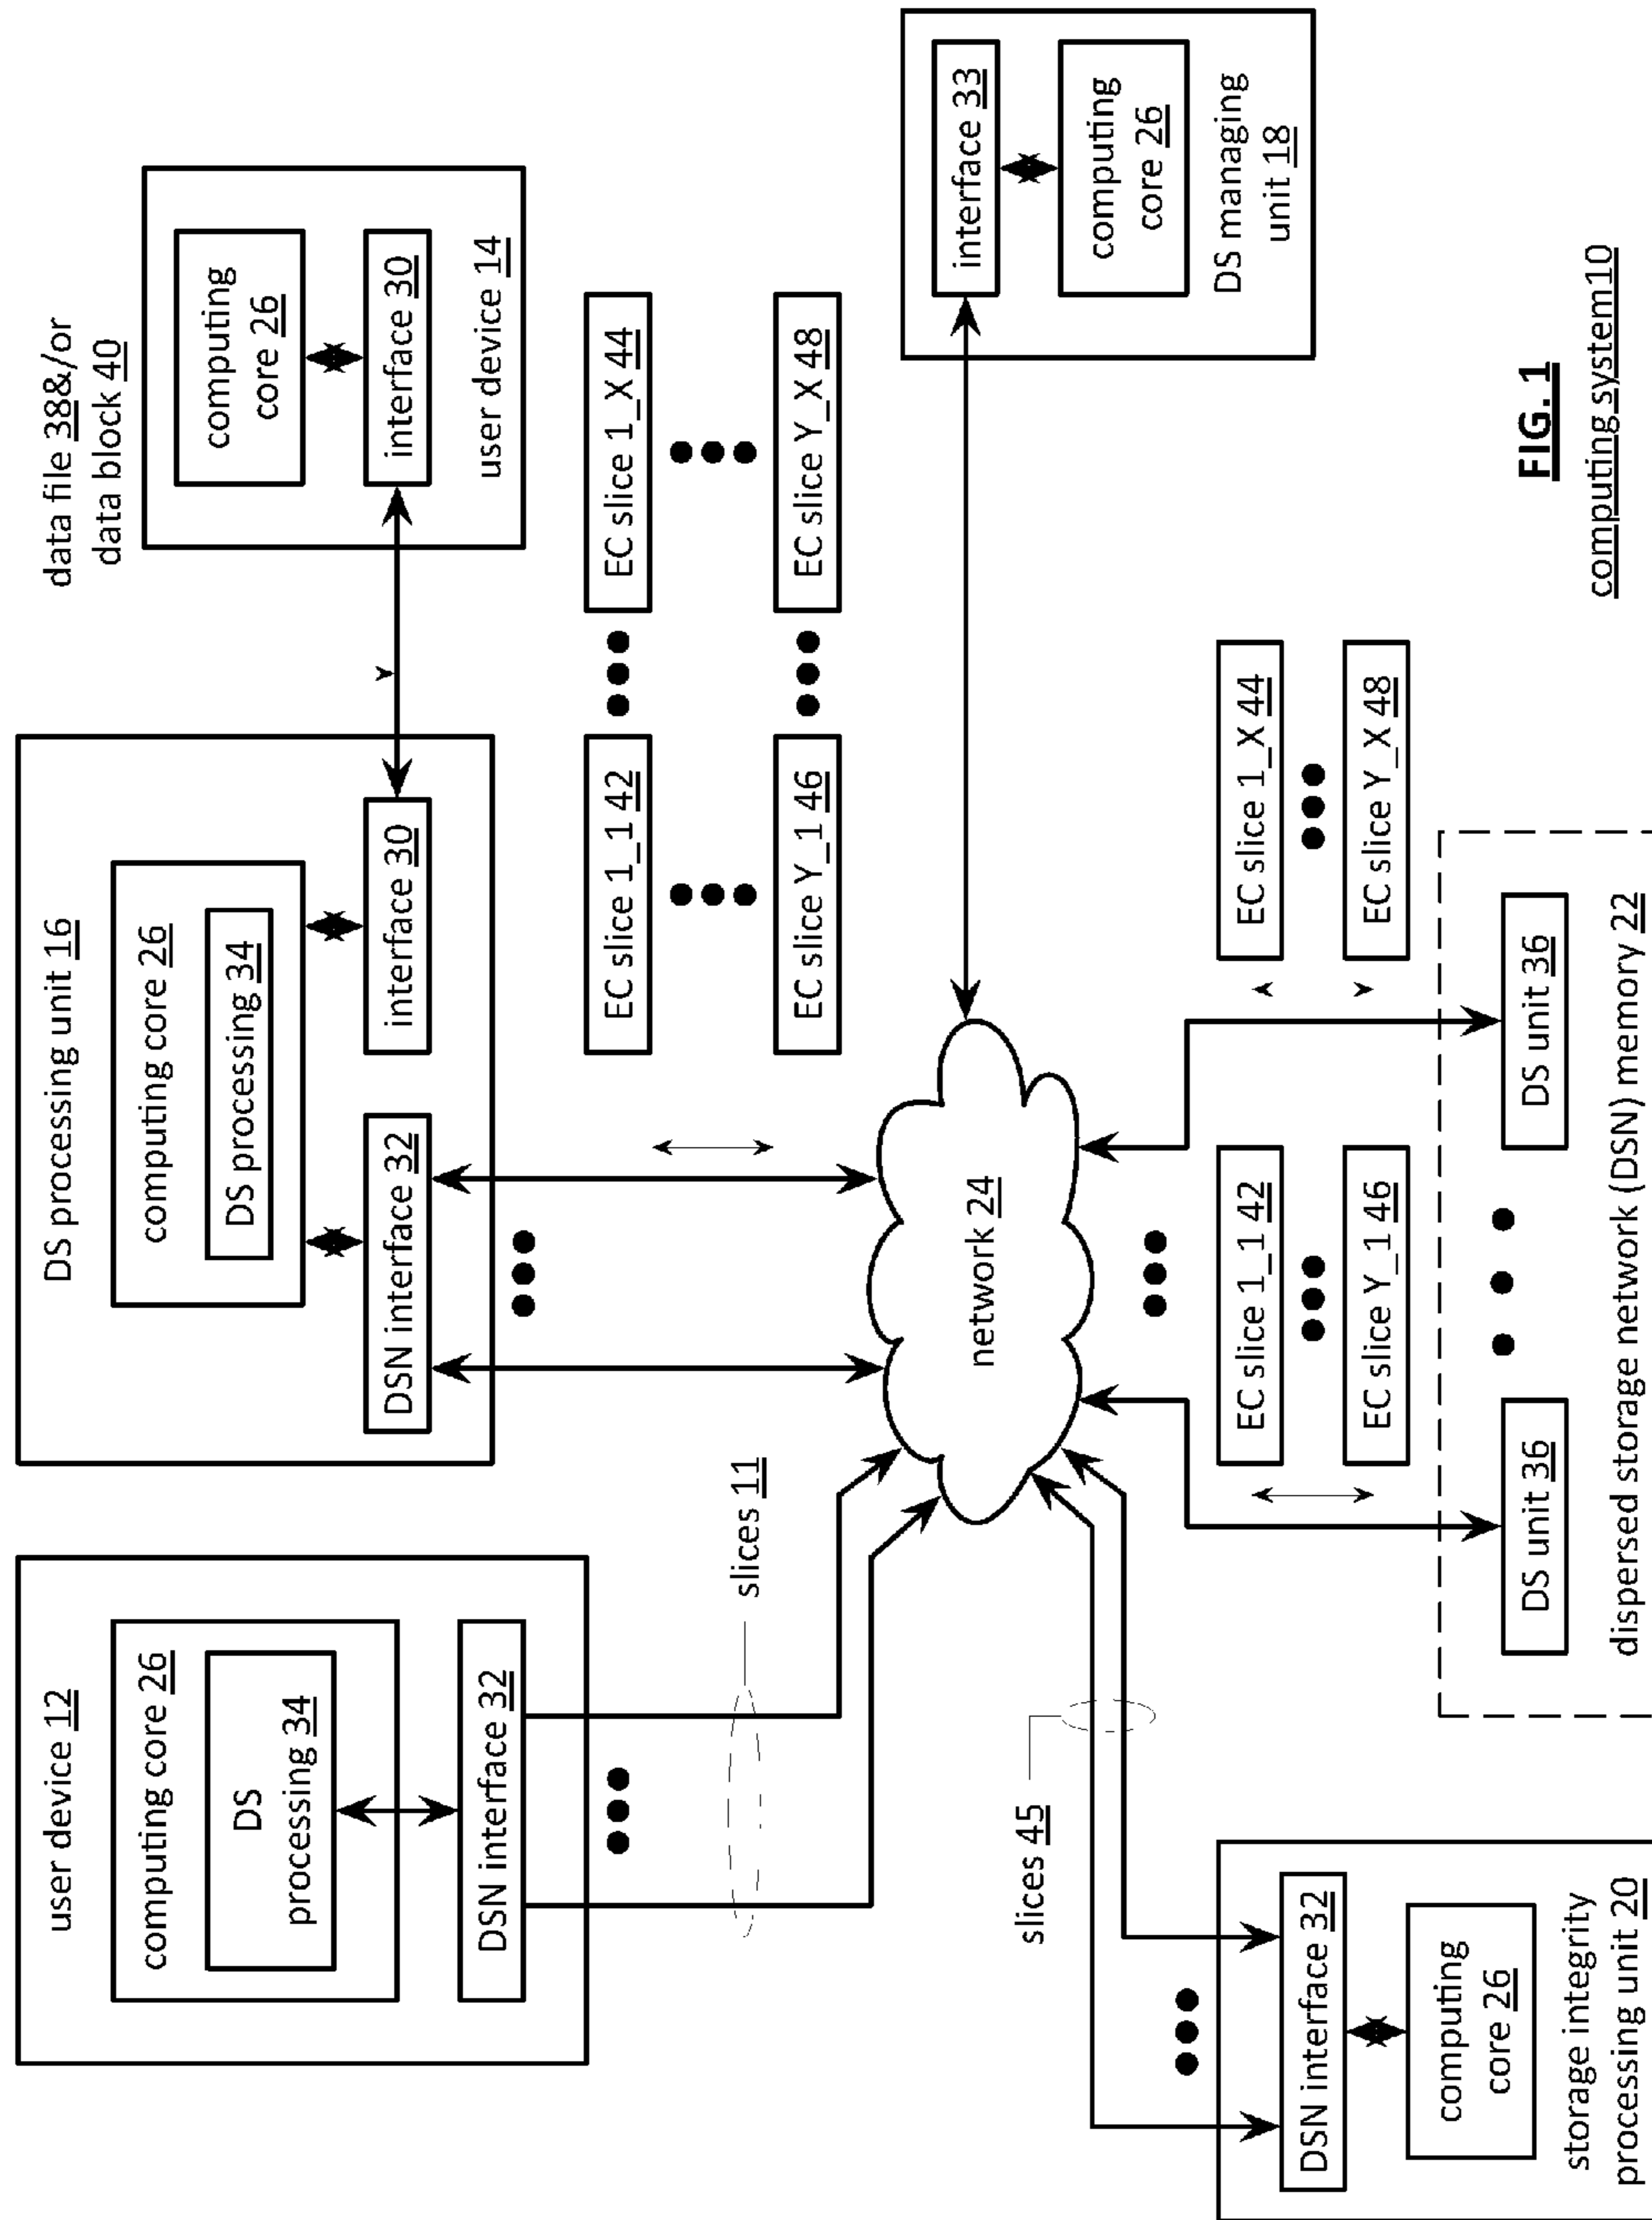 user device 12
computing core 26
DS
processing 34
DSN interface 32
slices 11
DS processing unit 16
computing core 26
DS processing 34
DSN interface 32
interface 30
data file 38&/or
data block 40
computing
core 26
interface 30
user device 14
EC slice 1_1 42
EC slice 1_X 44
EC slice Y_1 46
EC slice Y_X 48
network 24
interface 33
computing
core 26
DS managing
unit 18
slices 45
DSN interface 32
computing
core 26
storage integrity
processing unit 20
EC slice 1_1 42
EC slice 1_X 44
EC slice Y_1 46
EC slice Y_X 48
DS unit 36
DS unit 36
dispersed storage network (DSN) memory 22
FIG. 1
computing system10